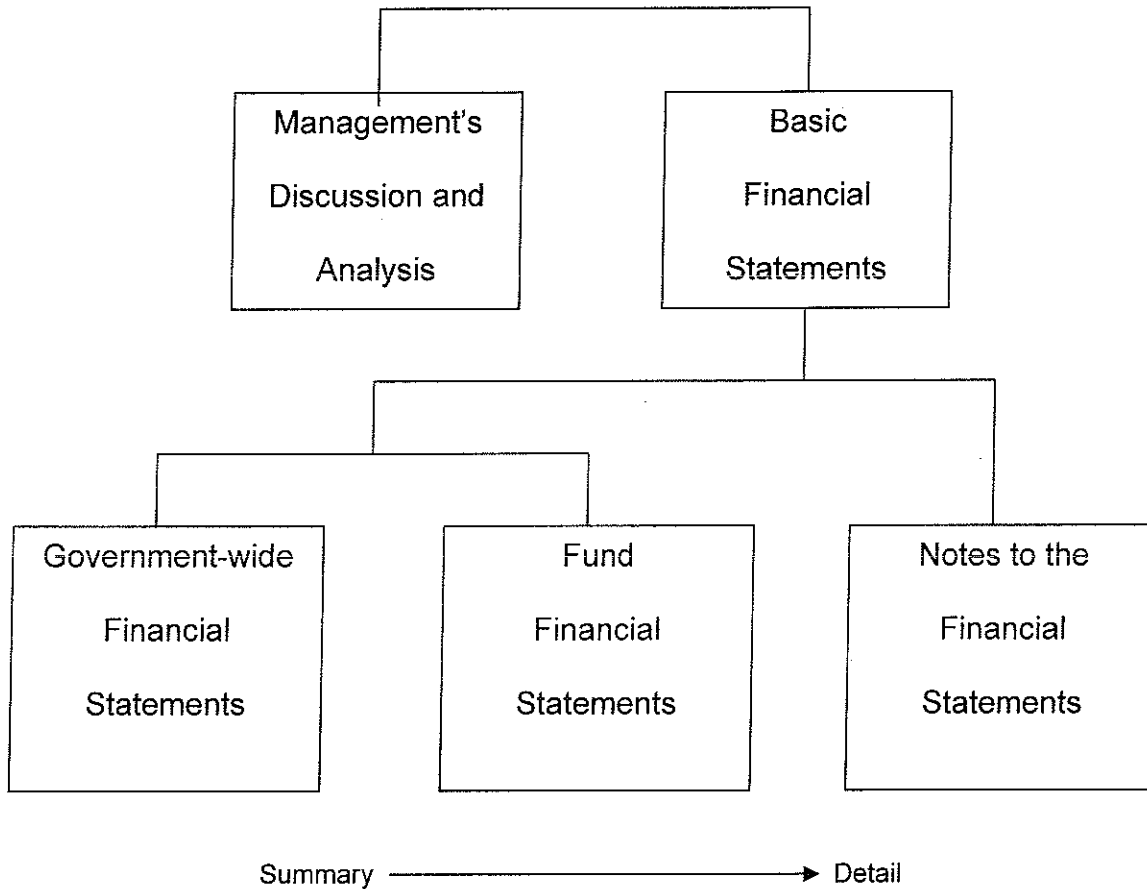 Management's
Discussion and
Analysis
Basic
Financial
Statements
Government-wide
Financial
Statements
Fund
Financial
Statements
Notes to the
Financial
Statements
Summary Detail